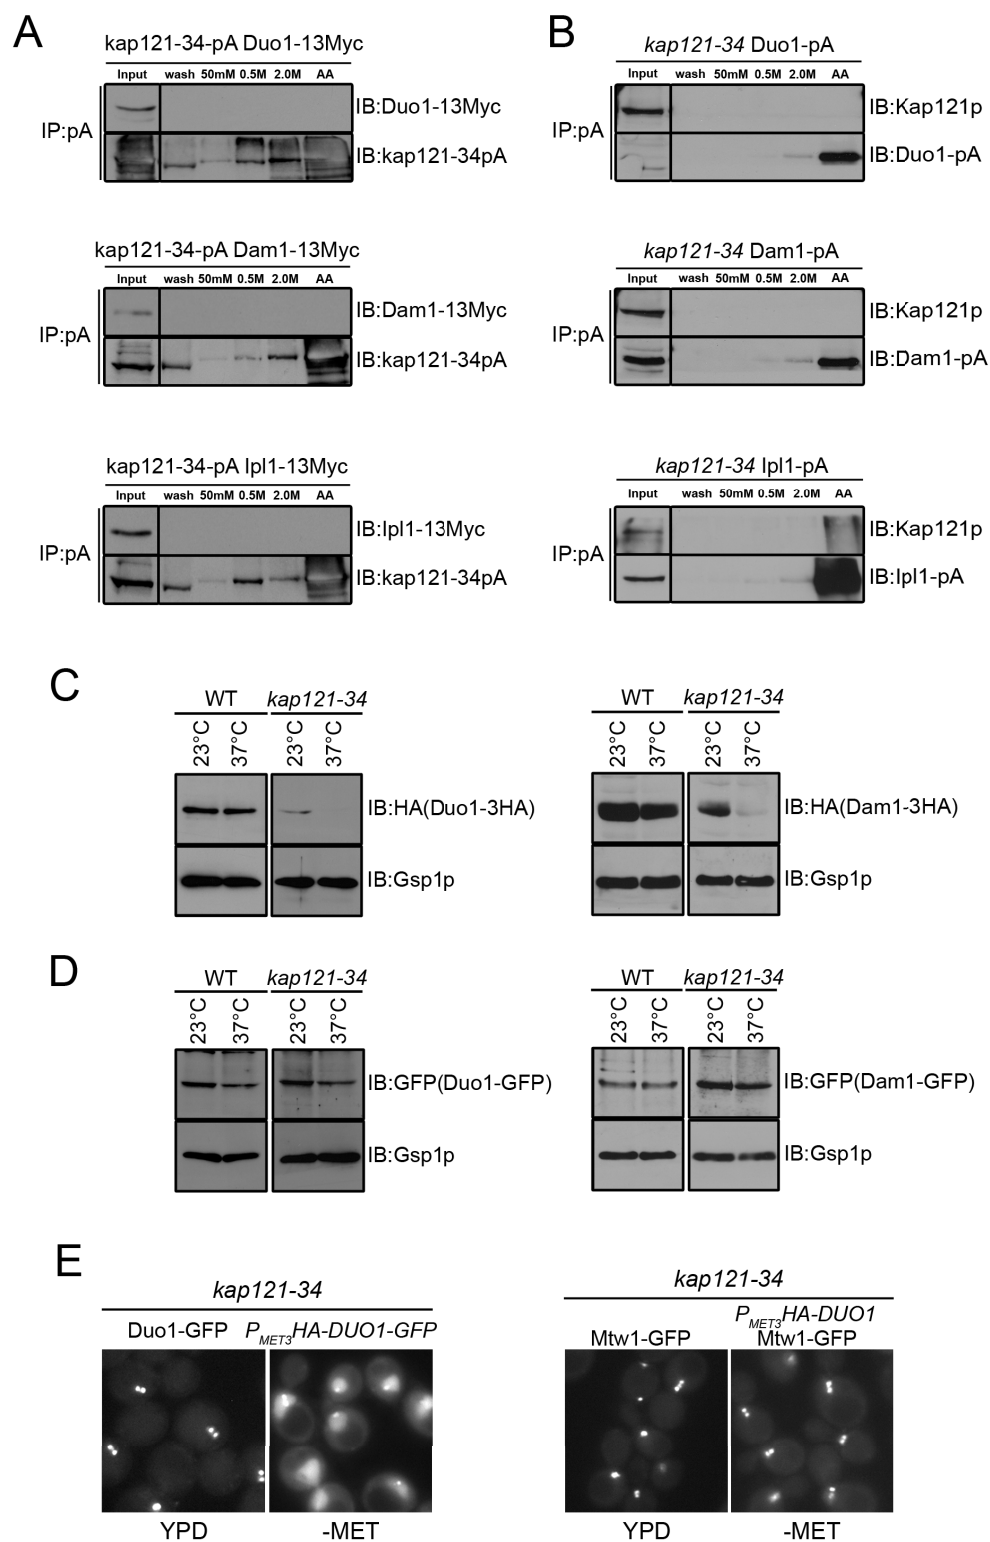 A
kap121-34-pA Duo1-13Myc
Input wash 50mM 0.5M 2.0M AA
IP:pA
IB:Duo1-13Myc
IB:kap121-34pA
kap121-34-pA Dam1-13Myc
Input wash 50mM 0.5M 2.0M AA
IP:pA
IB:Dam1-13Myc
IB:kap121-34pA
kap121-34-pA Ipl1-13Myc
Input wash 50mM 0.5M 2.0M AA
IP:pA
IB:Ipl1-13Myc
IB:kap121-34pA
B
kap121-34 Duo1-pA
Input wash 50mM 0.5M 2.0M AA
IP:pA
IB:Kap121p
IB:Duo1-pA
kap121-34 Dam1-pA
Input wash 50mM 0.5M 2.0M AA
IP:pA
IB:Kap121p
IB:Dam1-pA
kap121-34 Ipl1-pA
Input wash 50mM 0.5M 2.0M AA
IP:pA
IB:Kap121p
IB:Ipl1-pA
C
WT kap121-34
23°C 37°C 23°C 37°C
IB:HA(Duo1-3HA)
IB:Gsp1p
WT kap121-34
23°C 37°C 23°C 37°C
IB:HA(Dam1-3HA)
IB:Gsp1p
D
WT kap121-34
23°C 37°C 23°C 37°C
IB:GFP(Duo1-GFP)
IB:Gsp1p
WT kap121-34
23°C 37°C 23°C 37°C
IB:GFP(Dam1-GFP)
IB:Gsp1p
E
kap121-34
Duo1-GFP PMET3HA-DUO1-GFP
YPD -MET
kap121-34
PMET3HA-DUO1
Mtw1-GFP Mtw1-GFP
YPD -MET